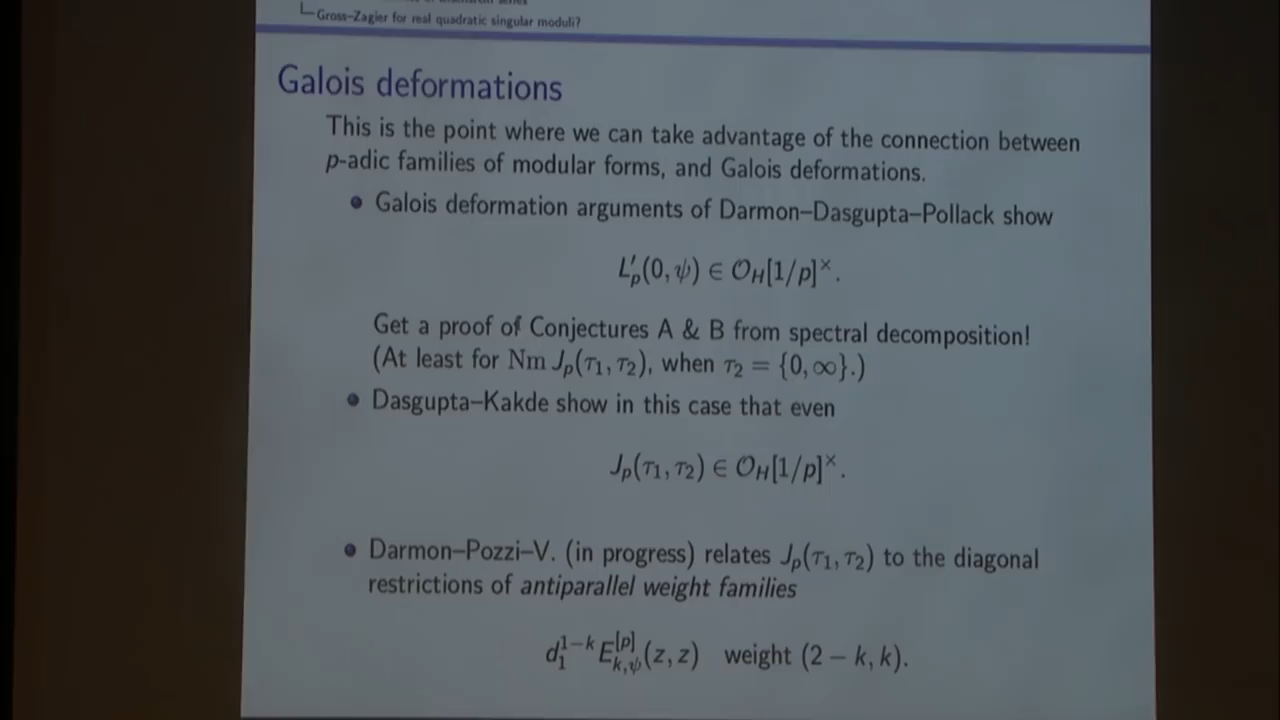 Gross–Zagier for real quadratic singular moduli?
Galois deformations
This is the point where we can take advantage of the connection between
p-adic families of modular forms, and Galois deformations.
• Galois deformation arguments of Darmon–Dasgupta–Pollack show
L′ₚ(0, ψ) ∈ 𝒪_H[1/p]ˣ.
Get a proof of Conjectures A & B from spectral decomposition!
(At least for Nm Jₚ(τ₁, τ₂), when τ₂ = {0, ∞}.)
• Dasgupta–Kakde show in this case that even
Jₚ(τ₁, τ₂) ∈ 𝒪_H[1/p]ˣ.
• Darmon–Pozzi–V. (in progress) relates Jₚ(τ₁, τ₂) to the diagonal
restrictions of antiparallel weight families
d₁^{1−k} E_{k,ψ}^{[p]}(z, z) weight (2 − k, k).